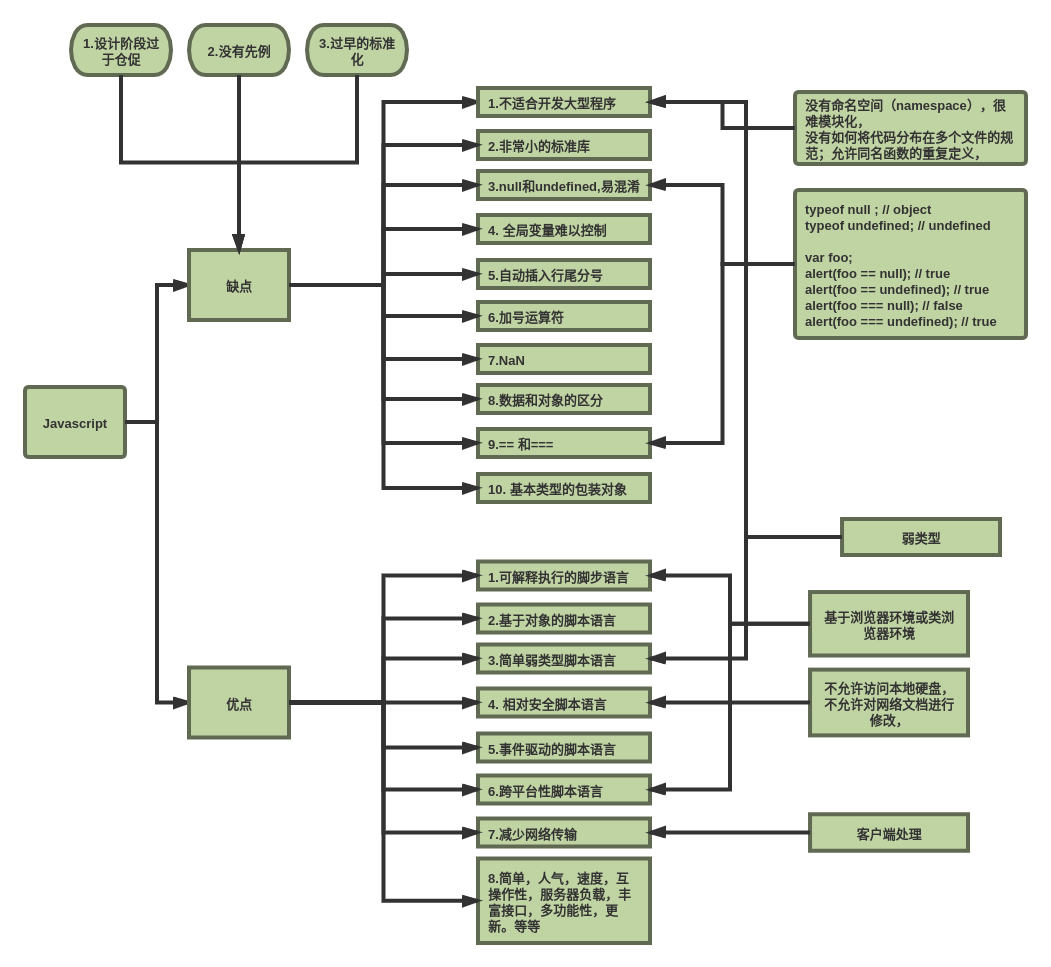 1.设计阶段过
于仓促
2.没有先例
3.过早的标准
化
1.不适合开发大型程序
2.非常小的标准库
3.null和undefined,易混淆
4. 全局变量难以控制
5.自动插入行尾分号
6.加号运算符
7.NaN
8.数据和对象的区分
9.== 和===
10. 基本类型的包装对象
没有命名空间（namespace），很
难模块化，
没有如何将代码分布在多个文件的规
范；允许同名函数的重复定义，
typeof null ; // object
typeof undefined; // undefined
var foo;
alert(foo == null); // true
alert(foo == undefined); // true
alert(foo === null); // false
alert(foo === undefined); // true
缺点
Javascript
弱类型
优点
1.可解释执行的脚步语言
2.基于对象的脚本语言
3.简单弱类型脚本语言
4. 相对安全脚本语言
5.事件驱动的脚本语言
6.跨平台性脚本语言
7.减少网络传输
8.简单，人气，速度，互
操作性，服务器负载，丰
富接口，多功能性，更
新。等等
基于浏览器环境或类浏
览器环境
不允许访问本地硬盘，
不允许对网络文档进行
修改，
客户端处理